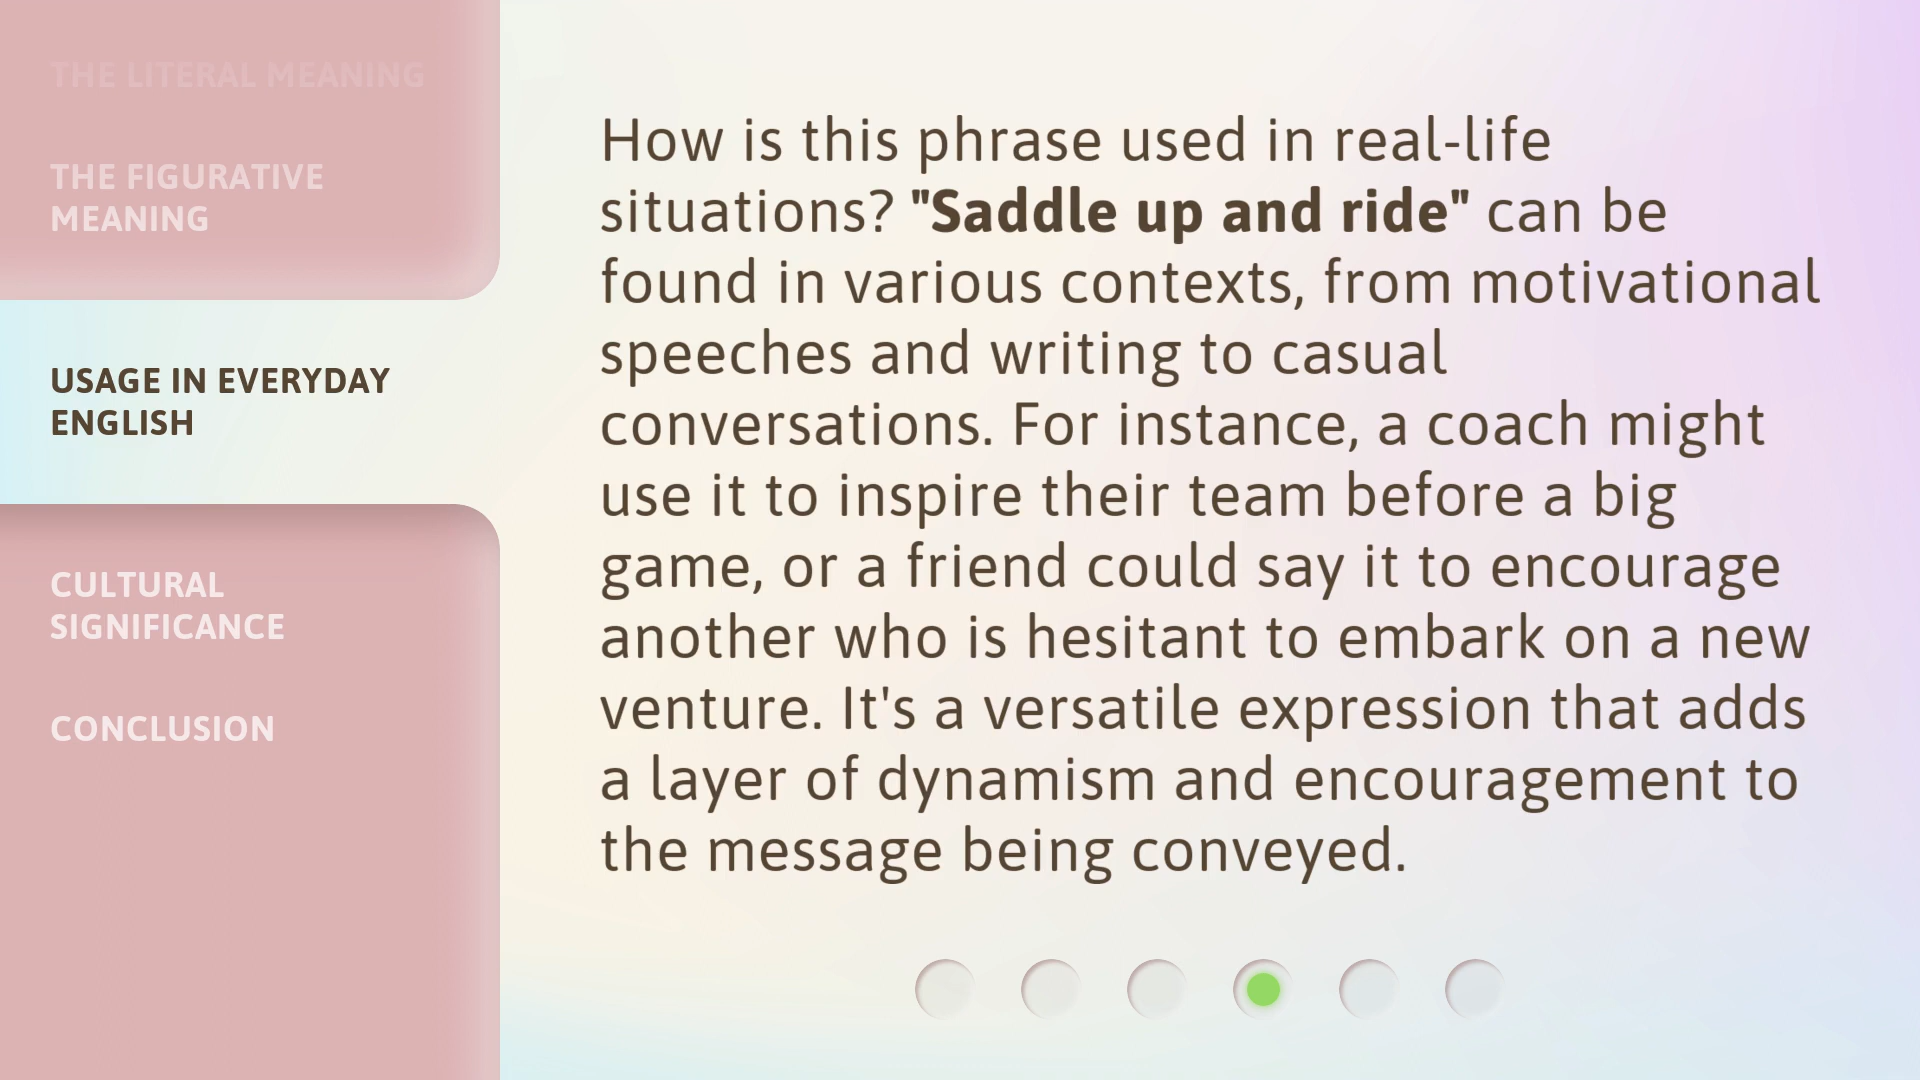 THE LITERAL MEANING
THE FIGURATIVE
MEANING
USAGE IN EVERYDAY
ENGLISH
CULTURAL
SIGNIFICANCE
CONCLUSION
How is this phrase used in real-life
situations? "Saddle up and ride" can be
found in various contexts, from motivational
speeches and writing to casual
conversations. For instance, a coach might
use it to inspire their team before a big
game, or a friend could say it to encourage
another who is hesitant to embark on a new
venture. It's a versatile expression that adds
a layer of dynamism and encouragement to
the message being conveyed.